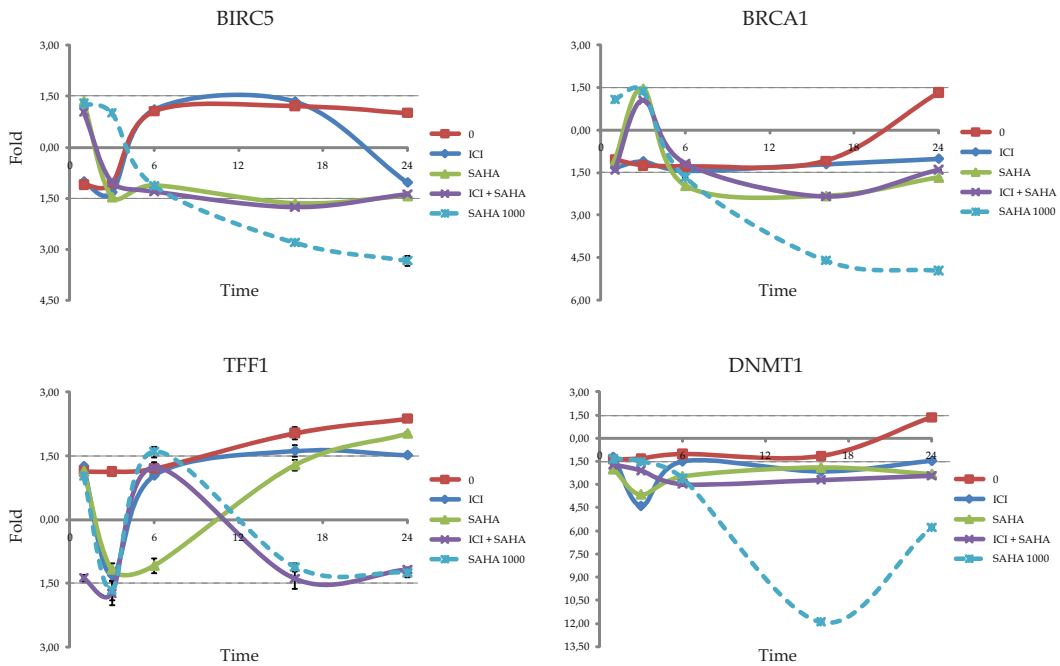 BIRC5
3,00
1,50
0,00
1,50
3,00
4,50
0
6
12
18
24
Fold
Time
0
ICI
SAHA
ICI + SAHA
SAHA 1000
BRCA1
3,00
1,50
0,00
1,50
3,00
4,50
6,00
0
6
12
18
24
Fold
Time
0
ICI
SAHA
ICI + SAHA
SAHA 1000
TFF1
3,00
1,50
0,00
1,50
3,00
0
6
12
18
24
Time
0
ICI
SAHA
ICI + SAHA
SAHA 1000
DNMT1
3,00
1,50
0,00
1,50
3,00
4,50
6,00
7,50
9,00
10,50
12,00
13,50
0
6
12
18
24
Time
0
ICI
SAHA
ICI + SAHA
SAHA 1000